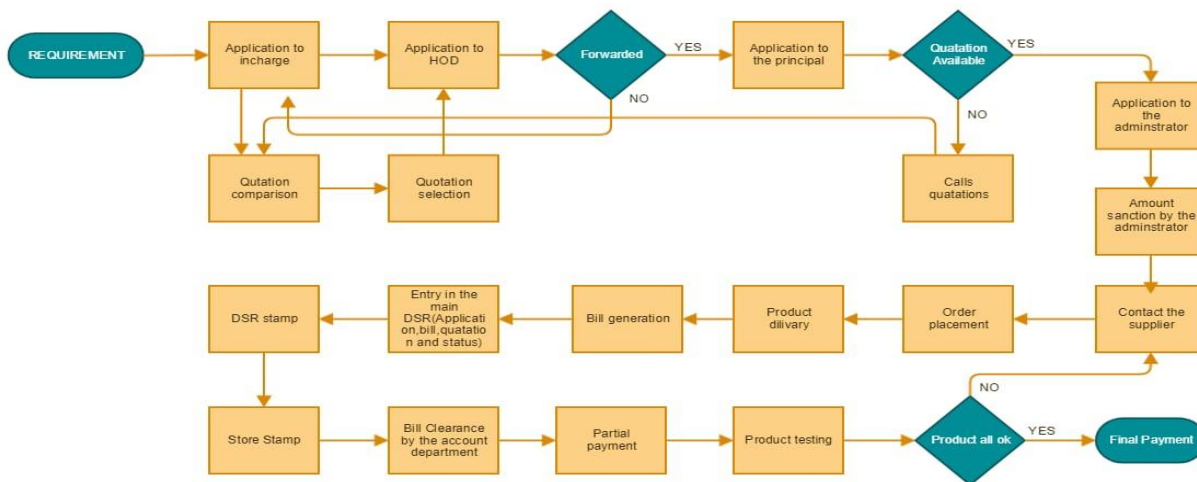 REQUIREMENT
Application to
incharge
Application to
HOD
Forwarded
YES
Application to
the principal
Quatation
Available
YES
NO
NO
Application to
the
adminstrator
Qutation
comparison
Quotation
selection
Calls
quatations
Amount
sanction by the
adminstrator
DSR stamp
Entry in the
main
DSR(Applicati
on,bill,quatatio
n and status)
Bill generation
Product
dilivary
Order
placement
Contact the
supplier
NO
Store Stamp
Bill Clearance
by the account
department
Partial
payment
Product testing
Product all ok
YES
Final Payment